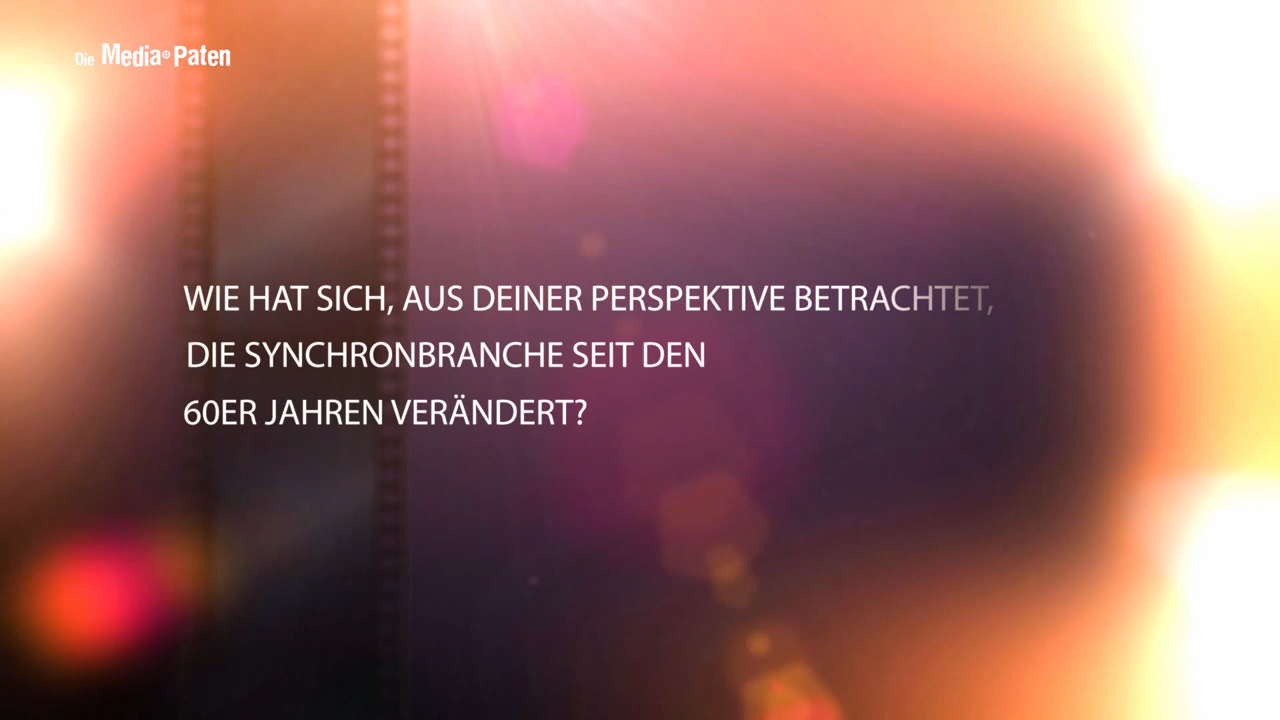 Die Media Paten
WIE HAT SICH, AUS DEINER PERSPEKTIVE BETRACHTET,
DIE SYNCHRONBRANCHE SEIT DEN
60ER JAHREN VERÄNDERT?